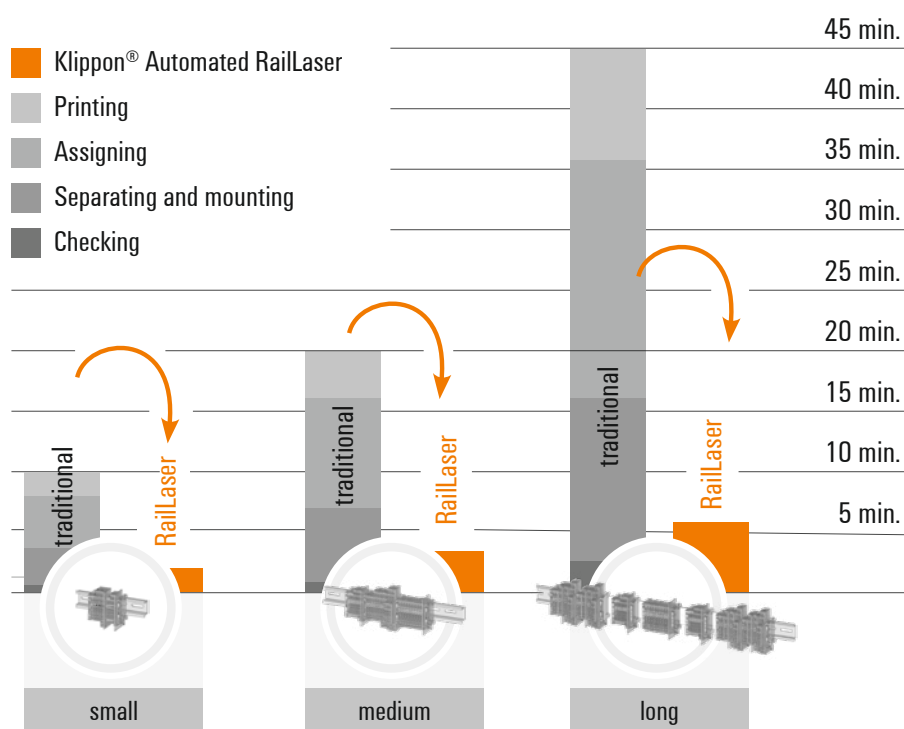 45 min.
Klippon® Automated RailLaser
40 min.
Printing
Assigning
35 min.
Separating and mounting
30 min.
Checking
25 min.
20 min.
15 min.
10 min.
5 min.
traditional
RailLaser
traditional
RailLaser
traditional
RailLaser
small
medium
long